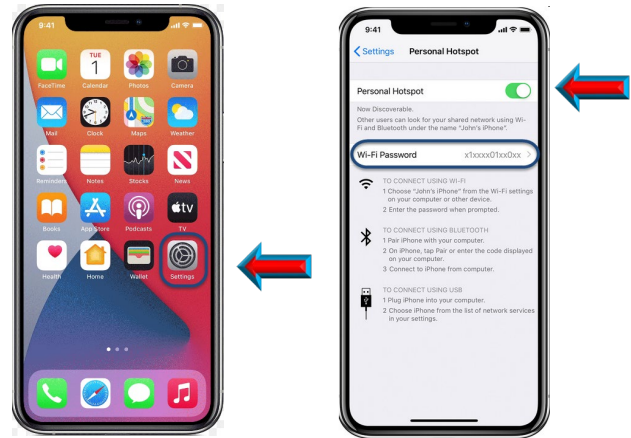 9:41
TUE
1
FaceTime
Calendar
Photos
Camera
Mail
Clock
Maps
Weather
Reminders
Notes
Stocks
News
tv
Books
App Store
Podcasts
TV
Health
Home
Wallet
Settings
9:41
Settings
Personal Hotspot
Personal Hotspot
Now Discoverable.
Other users can look for your shared network using Wi-
Fi and Bluetooth under the name "John's iPhone".
Wi-Fi Password x1xxxx01xx0xx
TO CONNECT USING WI-FI
1 Choose "John's iPhone" from the Wi-Fi settings
on your computer or other device.
2 Enter the password when prompted.
TO CONNECT USING BLUETOOTH
1 Pair iPhone with your computer.
2 On iPhone, tap Pair or enter the code displayed
on your computer.
3 Connect to iPhone from computer.
TO CONNECT USING USB
1 Plug iPhone into your computer.
2 Choose iPhone from the list of network services
in your settings.